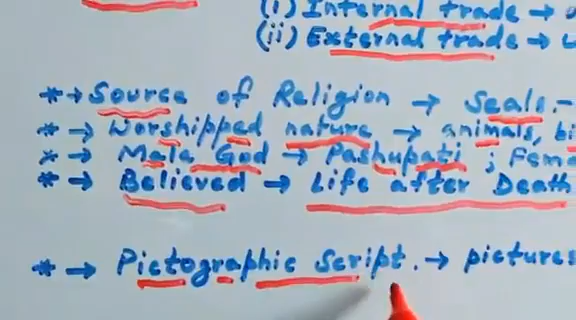 (i) Internal trade →
(ii) External trade →
* → Source of Religion → Seals.-
* → Worshipped nature → animals,
* → Male God → Pashupati ;
* → Believed → Life after Death
* → Pictographic Script. → pictures